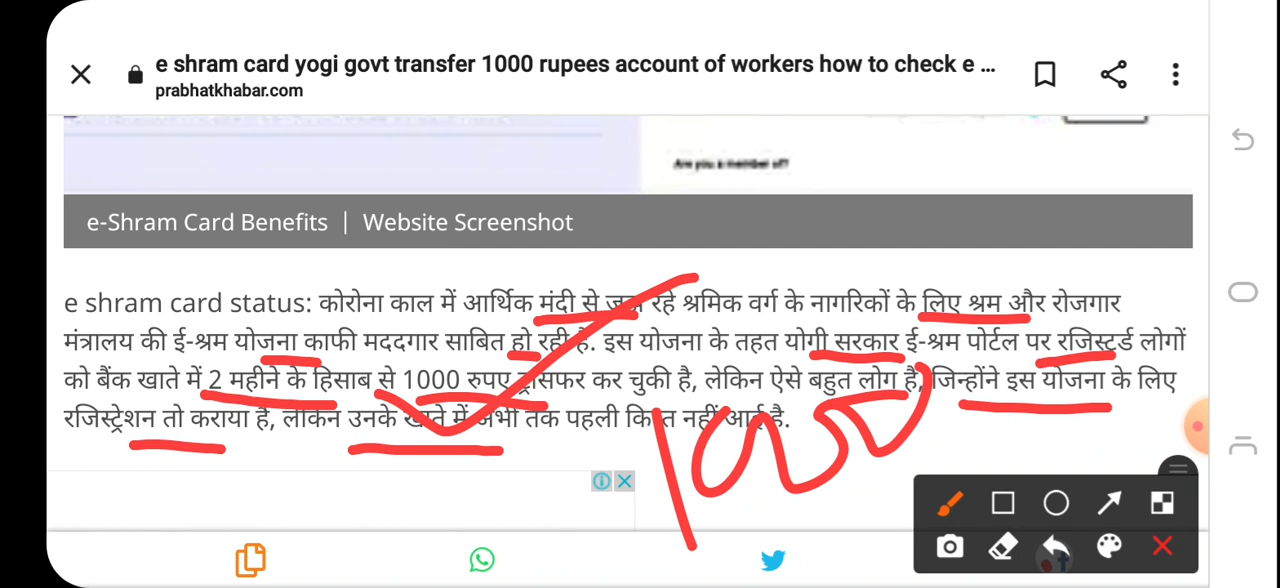 e shram card yogi govt transfer 1000 rupees account of workers how to check e ...
prabhatkhabar.com
Are you a member of?
e-Shram Card Benefits | Website Screenshot
e shram card status: कोरोना काल में आर्थिक मंदी से जूझ रहे श्रमिक वर्ग के नागरिकों के लिए श्रम और रोजगार
मंत्रालय की ई-श्रम योजना काफी मददगार साबित हो रही है. इस योजना के तहत योगी सरकार ई-श्रम पोर्टल पर रजिस्टर्ड लोगों
को बैंक खाते में 2 महीने के हिसाब से 1000 रुपए ट्रांसफर कर चुकी है, लेकिन ऐसे बहुत लोग है, जिन्होंने इस योजना के लिए
रजिस्ट्रेशन तो कराया है, लेकिन उनके खाते में अभी तक पहली किस्त नहीं आई है.
1000